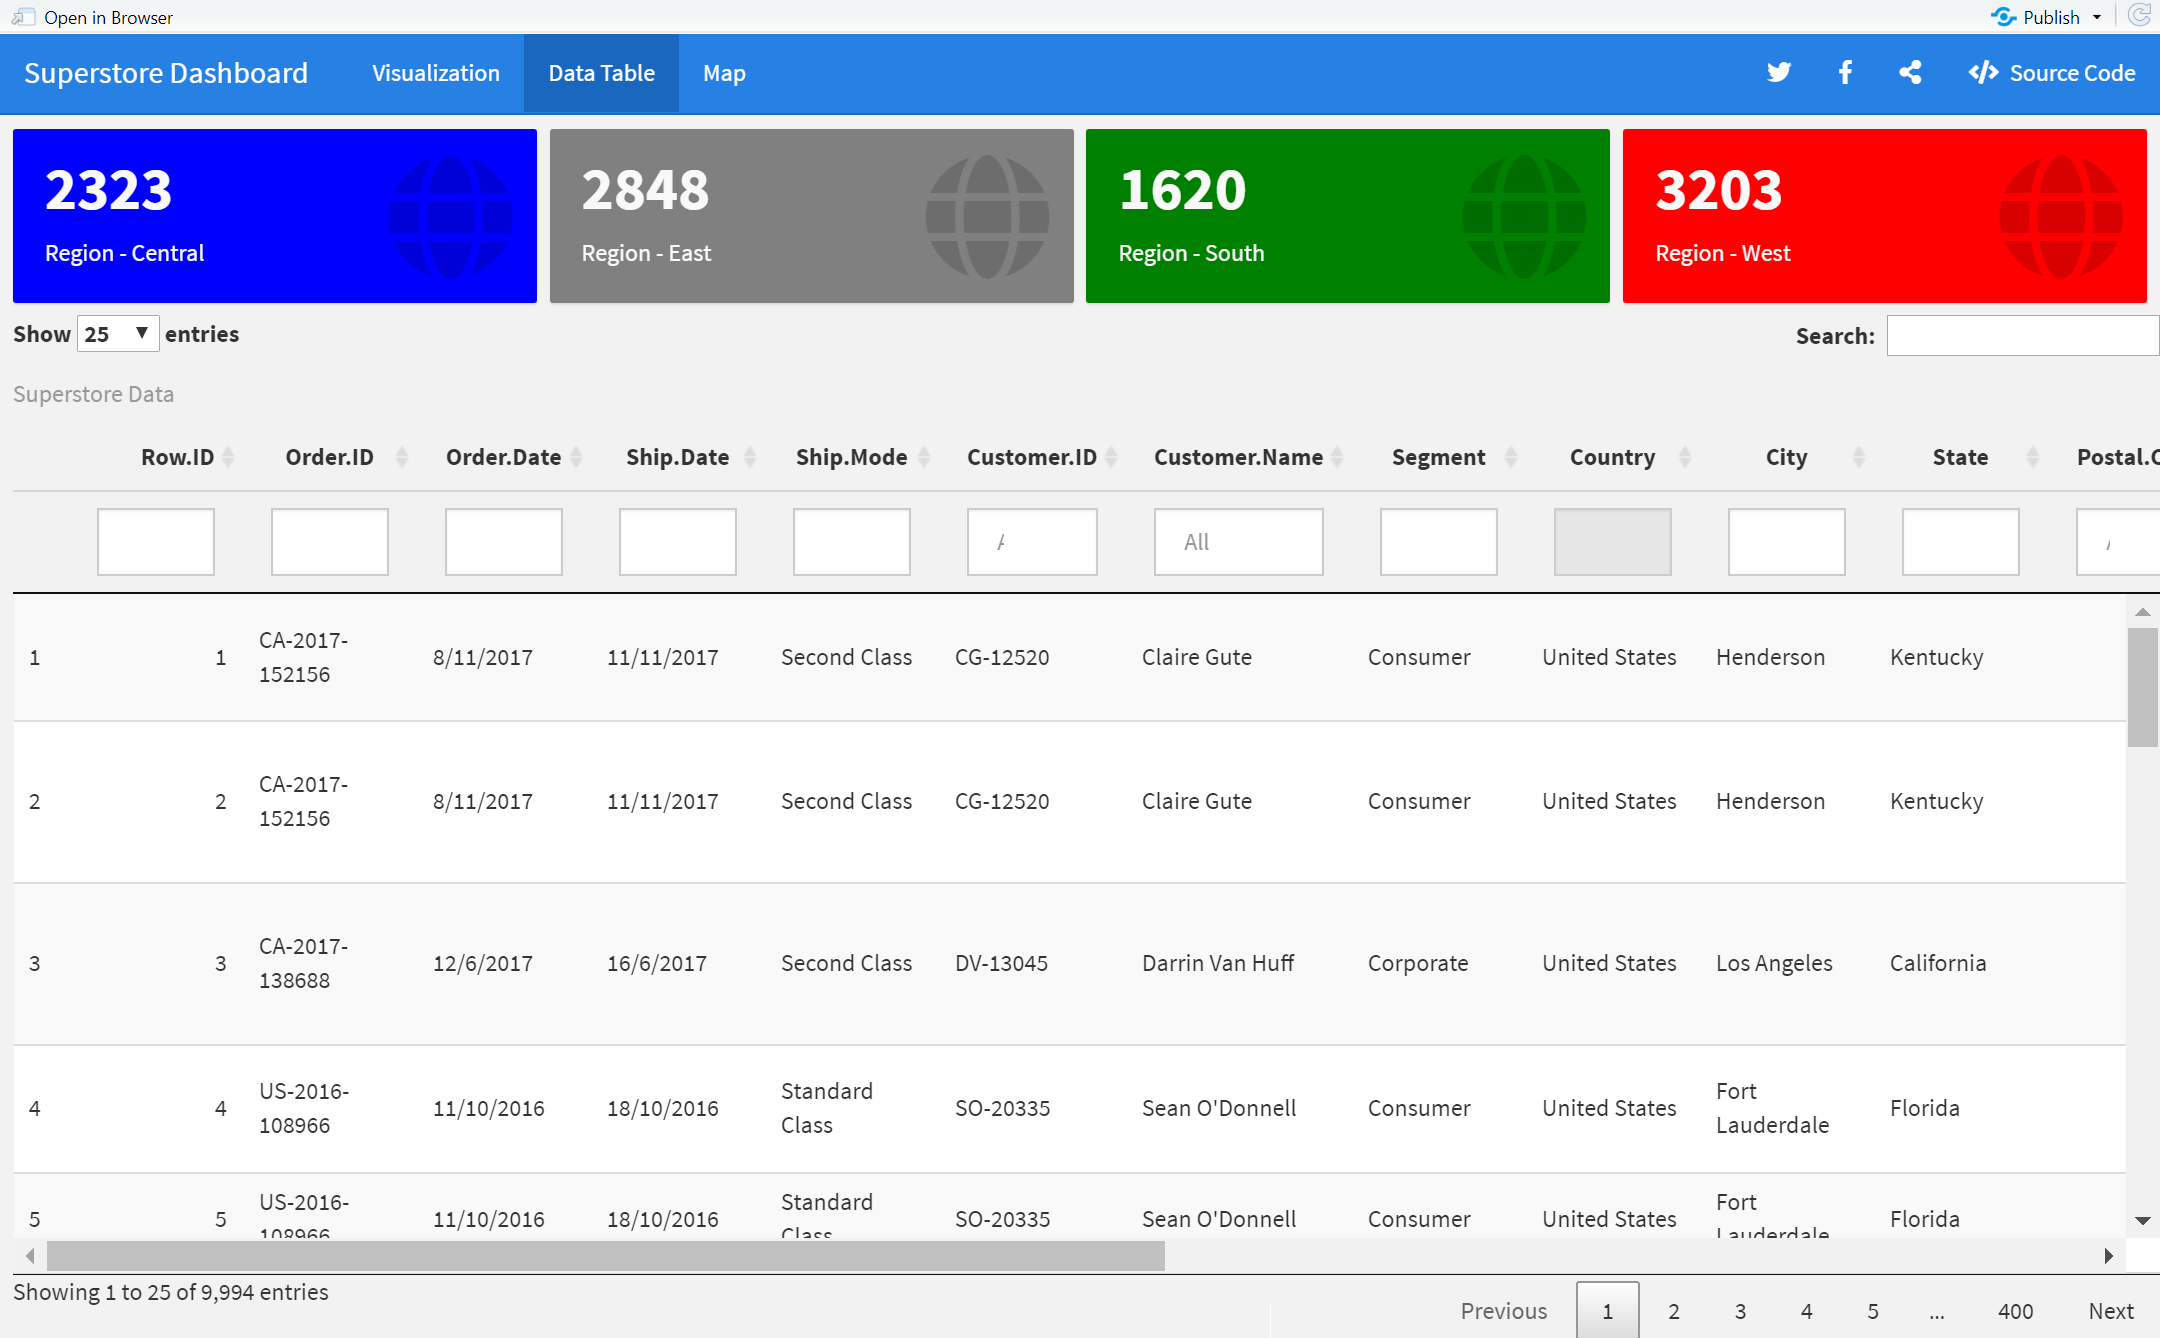 Open in Browser
Publish
Superstore Dashboard Visualization Data Table Map Source Code
2323
Region - Central
2848
Region - East
1620
Region - South
3203
Region - West
Show 25 entries
Search:
Superstore Data
Row.ID Order.ID Order.Date Ship.Date Ship.Mode Customer.ID Customer.Name Segment Country City State Postal.C
A All
1 1 CA-2017-152156 8/11/2017 11/11/2017 Second Class CG-12520 Claire Gute Consumer United States Henderson Kentucky
2 2 CA-2017-152156 8/11/2017 11/11/2017 Second Class CG-12520 Claire Gute Consumer United States Henderson Kentucky
3 3 CA-2017-138688 12/6/2017 16/6/2017 Second Class DV-13045 Darrin Van Huff Corporate United States Los Angeles California
4 4 US-2016-108966 11/10/2016 18/10/2016 Standard Class SO-20335 Sean O'Donnell Consumer United States Fort Lauderdale Florida
5 5 US-2016-108966 11/10/2016 18/10/2016 Standard Class SO-20335 Sean O'Donnell Consumer United States Fort Lauderdale Florida
Showing 1 to 25 of 9,994 entries
Previous 1 2 3 4 5 ... 400 Next